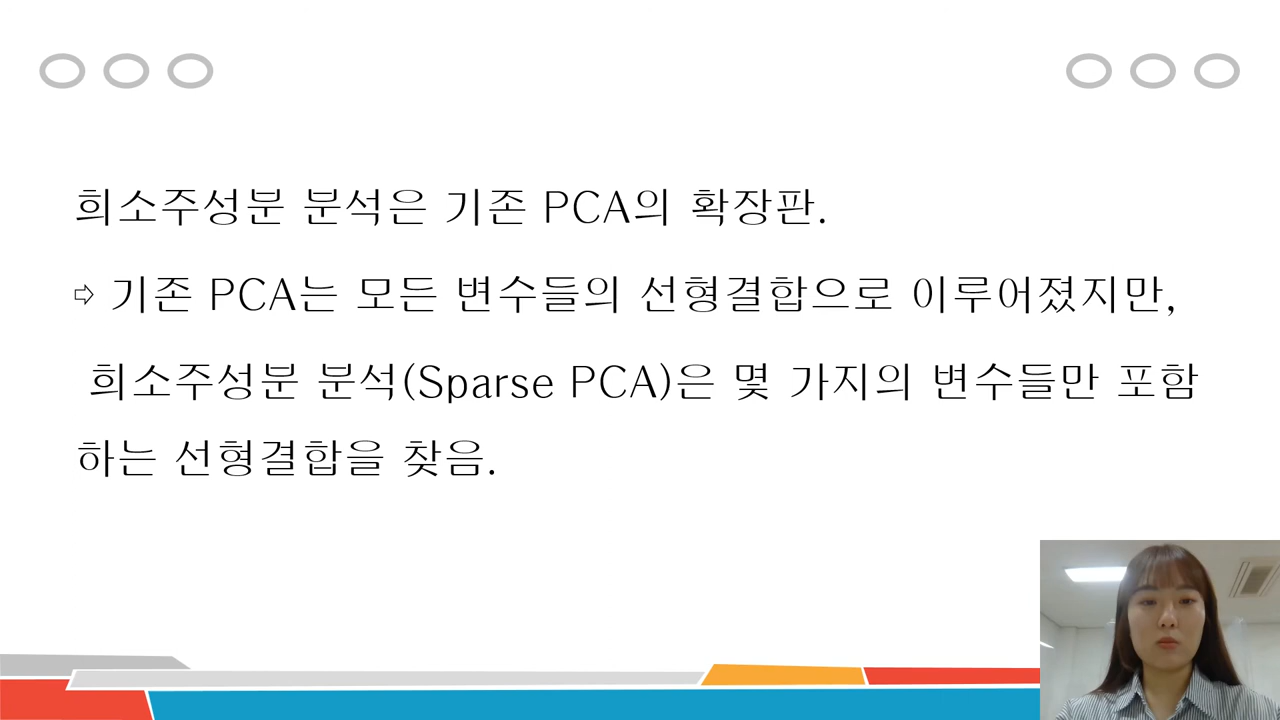 희소주성분 분석은 기존 PCA의 확장판.
⇨ 기존 PCA는 모든 변수들의 선형결합으로 이루어졌지만,
희소주성분 분석(Sparse PCA)은 몇 가지의 변수들만 포함
하는 선형결합을 찾음.